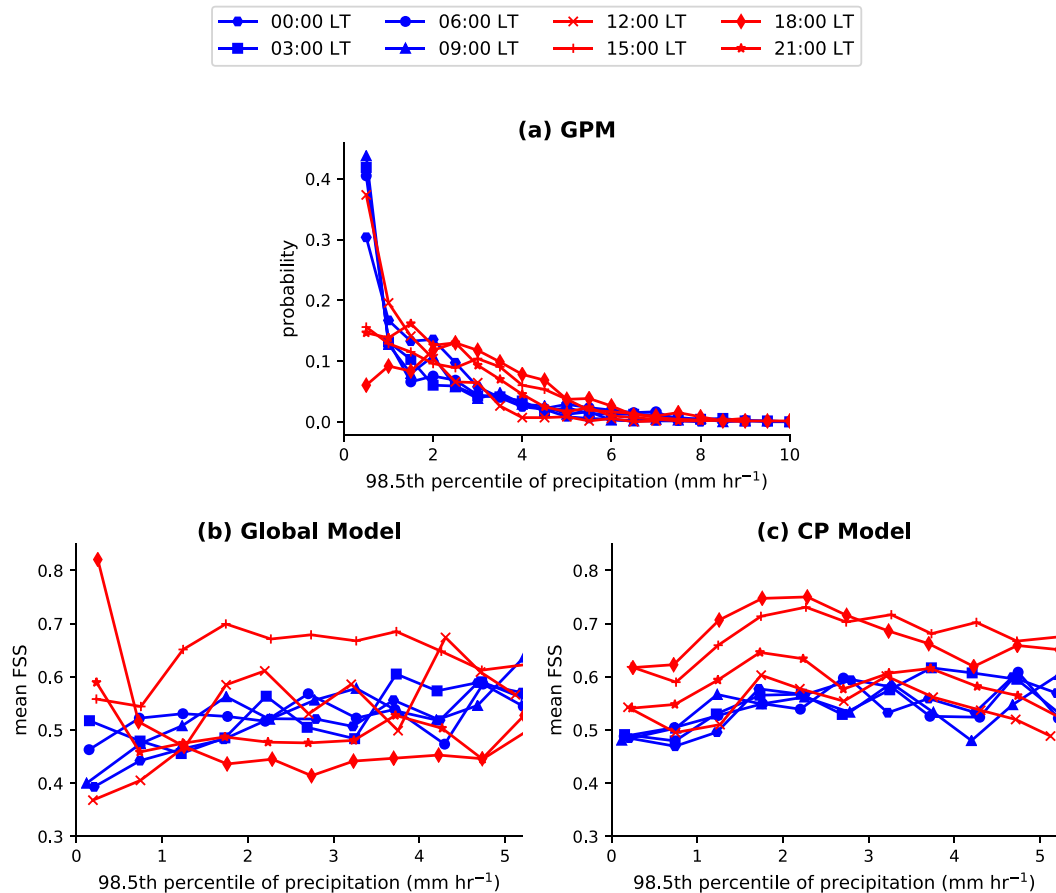 00:00 LT 06:00 LT 12:00 LT 18:00 LT
03:00 LT 09:00 LT 15:00 LT 21:00 LT
(a) GPM
0.4
0.3
0.2
0.1
0.0
probability
0 2 4 6 8 10
98.5th percentile of precipitation (mm hr⁻¹)
(b) Global Model
0.8
0.7
0.6
0.5
0.4
0.3
mean FSS
0 1 2 3 4 5
98.5th percentile of precipitation (mm hr⁻¹)
(c) CP Model
0.8
0.7
0.6
0.5
0.4
0.3
mean FSS
0 1 2 3 4 5
98.5th percentile of precipitation (mm hr⁻¹)